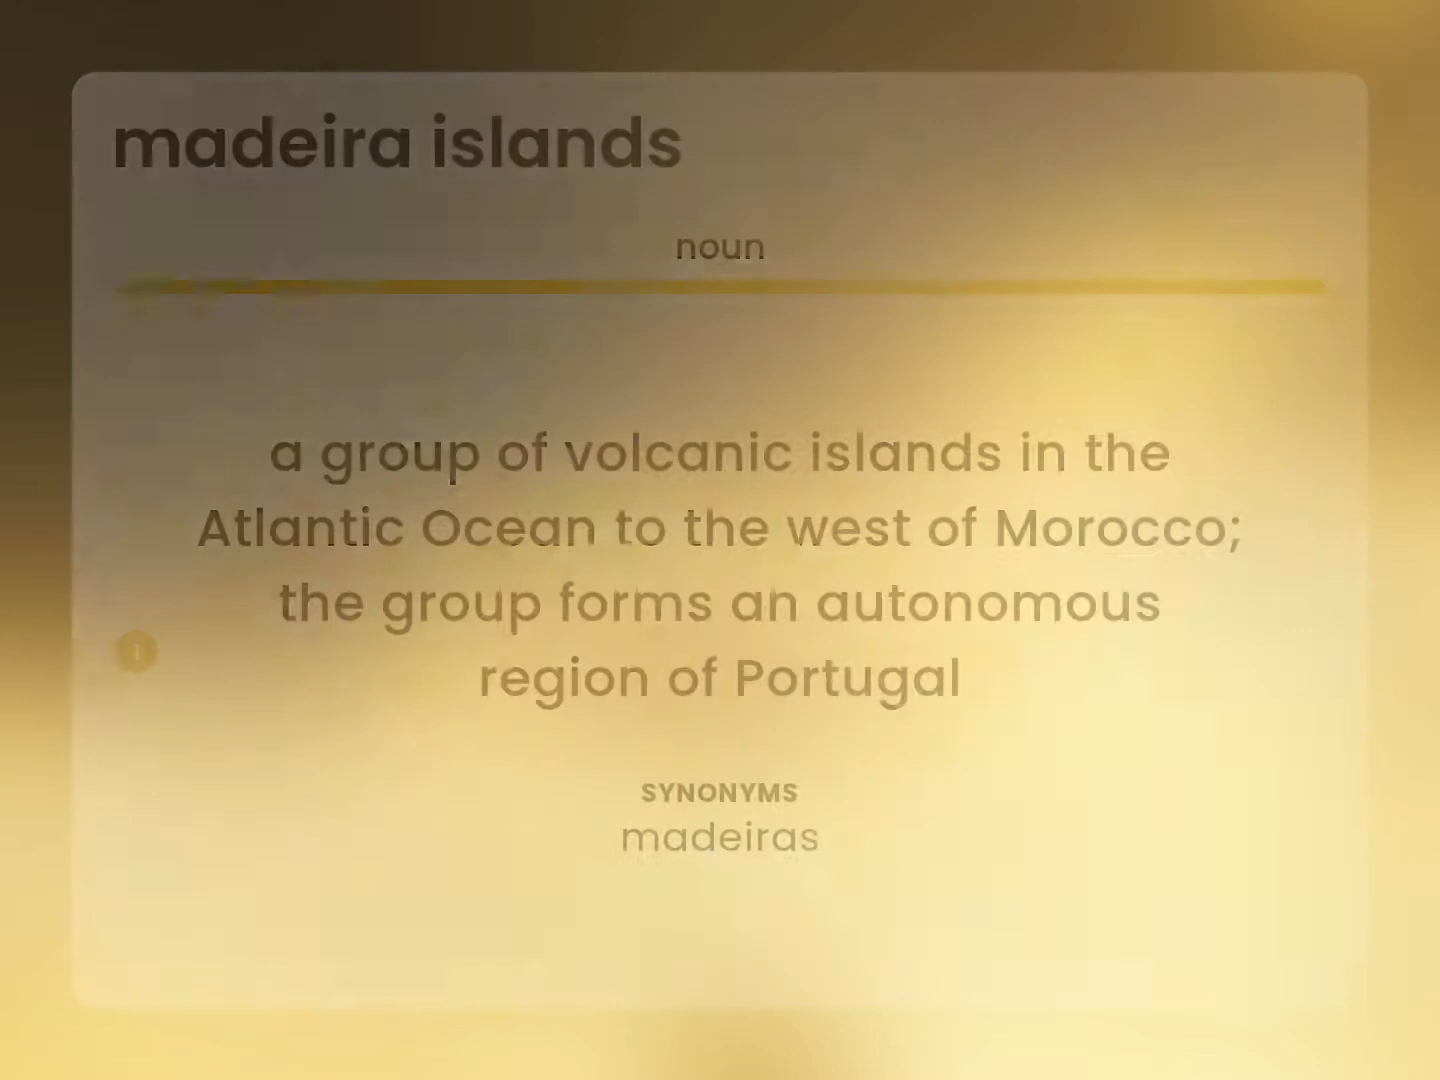 madeira islands
noun
a group of volcanic islands in the
Atlantic Ocean to the west of Morocco;
the group forms an autonomous
1
region of Portugal
SYNONYMS
madeiras